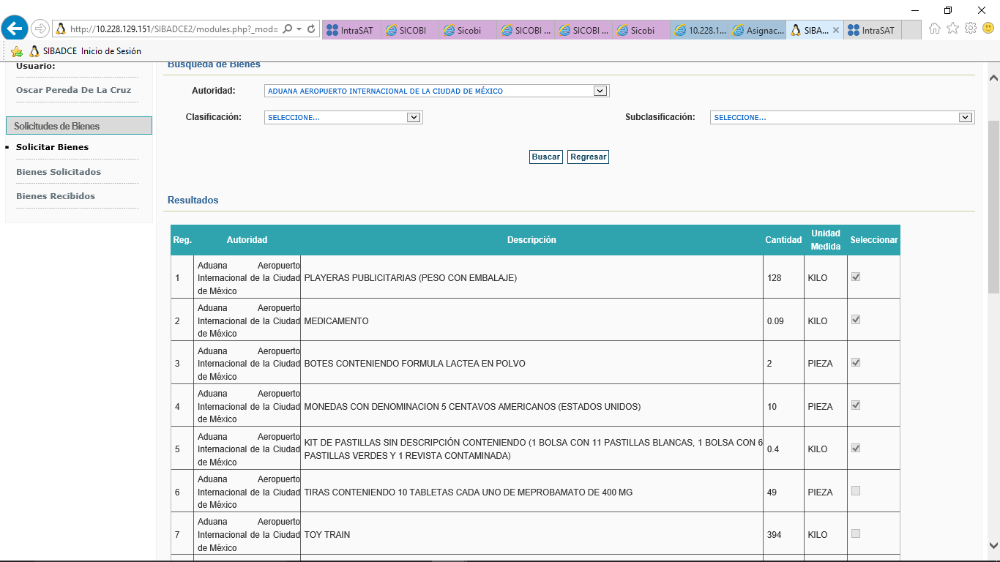 http://10.228.129.151/SIBADCE2/modules.php?_mod=
IntraSAT
SICOBI
Sicobi
SICOBI ...
SICOBI ...
Sicobi
10.228.1...
Asignac...
SIBA...
IntraSAT
SIBADCE Inicio de Sesión
Usuario:
Oscar Pereda De La Cruz
Solicitudes de Bienes
Solicitar Bienes
Bienes Solicitados
Bienes Recibidos
Búsqueda de Bienes
Autoridad:
ADUANA AEROPUERTO INTERNACIONAL DE LA CIUDAD DE MÉXICO
Clasificación:
SELECCIONE...
Subclasificación:
SELECCIONE...
Buscar
Regresar
Resultados
Reg.
Autoridad
Descripción
Cantidad
Unidad
Medida
Seleccionar
1
Aduana Aeropuerto
Internacional de la Ciudad
de México
PLAYERAS PUBLICITARIAS (PESO CON EMBALAJE)
128
KILO
2
Aduana Aeropuerto
Internacional de la Ciudad
de México
MEDICAMENTO
0.09
KILO
3
Aduana Aeropuerto
Internacional de la Ciudad
de México
BOTES CONTENIENDO FORMULA LACTEA EN POLVO
2
PIEZA
4
Aduana Aeropuerto
Internacional de la Ciudad
de México
MONEDAS CON DENOMINACION 5 CENTAVOS AMERICANOS (ESTADOS UNIDOS)
10
PIEZA
5
Aduana Aeropuerto
Internacional de la Ciudad
de México
KIT DE PASTILLAS SIN DESCRIPCIÓN CONTENIENDO (1 BOLSA CON 11 PASTILLAS BLANCAS, 1 BOLSA CON 6
PASTILLAS VERDES Y 1 REVISTA CONTAMINADA)
0.4
KILO
6
Aduana Aeropuerto
Internacional de la Ciudad
de México
TIRAS CONTENIENDO 10 TABLETAS CADA UNO DE MEPROBAMATO DE 400 MG
49
PIEZA
7
Aduana Aeropuerto
Internacional de la Ciudad
de México
TOY TRAIN
394
KILO